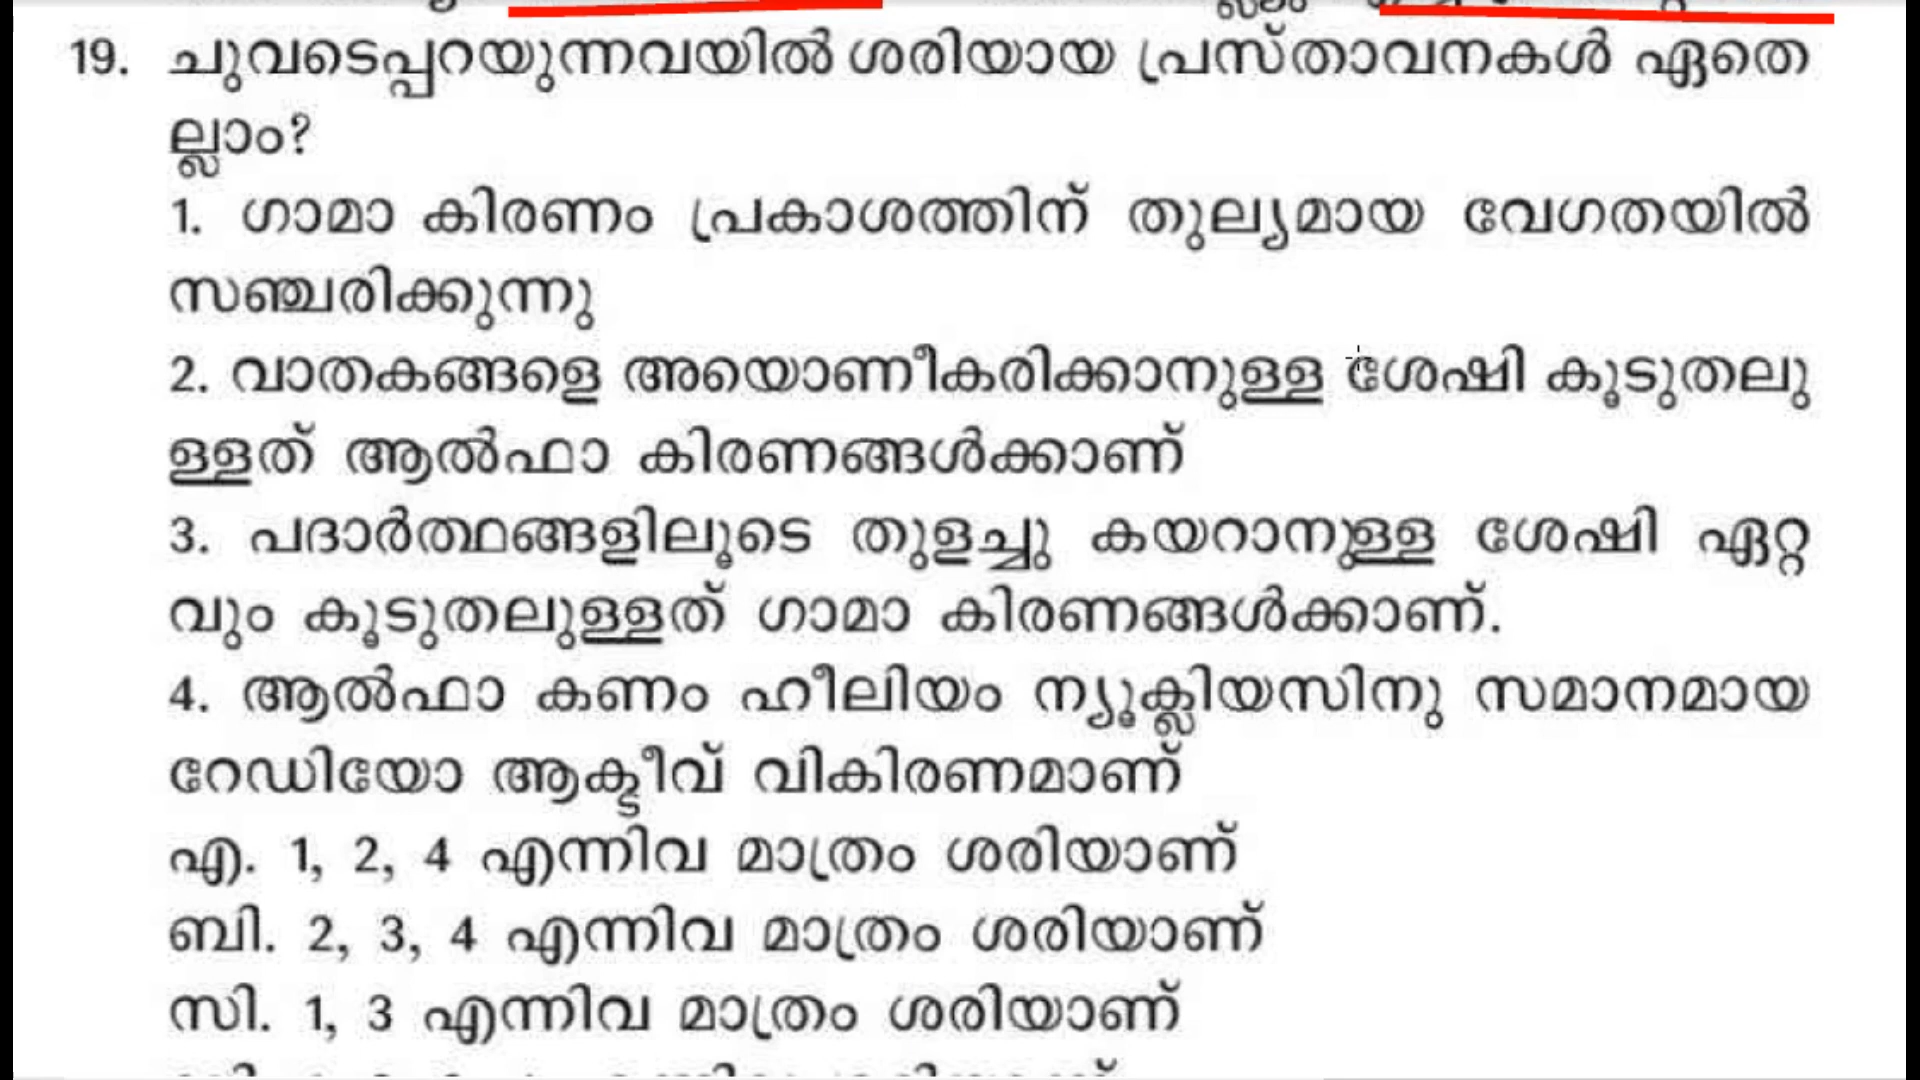 19. ചുവടെപ്പറയുന്നവയിൽ ശരിയായ പ്രസ്താവനകൾ ഏതെ
ല്ലാം?
1. ഗാമാ കിരണം പ്രകാശത്തിന് തുല്യമായ വേഗതയിൽ
സഞ്ചരിക്കുന്നു
2. വാതകങ്ങളെ അയൊണീകരിക്കാനുള്ള ശേഷി കൂടുതലു
ള്ളത് ആൽഫാ കിരണങ്ങൾക്കാണ്
3. പദാർത്ഥങ്ങളിലൂടെ തുളച്ചു കയറാനുള്ള ശേഷി ഏറ്റ
വും കൂടുതലുള്ളത് ഗാമാ കിരണങ്ങൾക്കാണ്.
4. ആൽഫാ കണം ഹീലിയം ന്യൂക്ലിയസിനു സമാനമായ
റേഡിയോ ആക്ടീവ് വികിരണമാണ്
എ. 1, 2, 4 എന്നിവ മാത്രം ശരിയാണ്
ബി. 2, 3, 4 എന്നിവ മാത്രം ശരിയാണ്
സി. 1, 3 എന്നിവ മാത്രം ശരിയാണ്